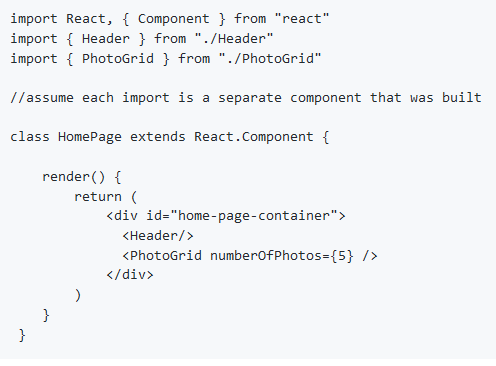 import React, { Component } from "react"
import { Header } from "./Header"
import { PhotoGrid } from "./PhotoGrid"

//assume each import is a separate component that was built

class HomePage extends React.Component {

    render() {
        return (
            <div id="home-page-container">
              <Header/>
              <PhotoGrid numberOfPhotos={5} />
            </div>
        )
    }
 }